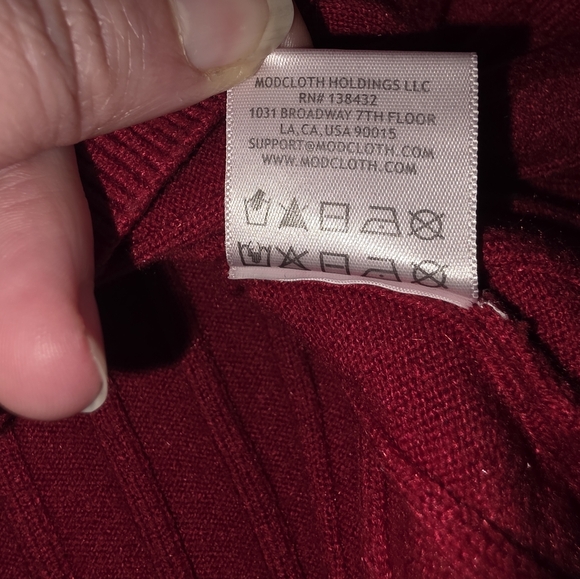 MODCLOTH HOLDINGS LLC
RN# 138432
1031 BROADWAY 7TH FLOOR
LA,CA,USA 90015
SUPPORT@MODCLOTH.COM
WWW.MODCLOTH.COM